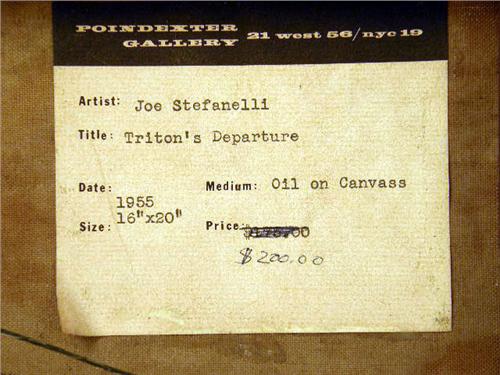 POINDEXTER
GALLERY 21 west 56/nyc 19
Artist: Joe Stefanelli
Title: Triton's Departure
Date: 1955
Medium: Oil on Canvass
Size: 16"x20"
Price:
$200.00